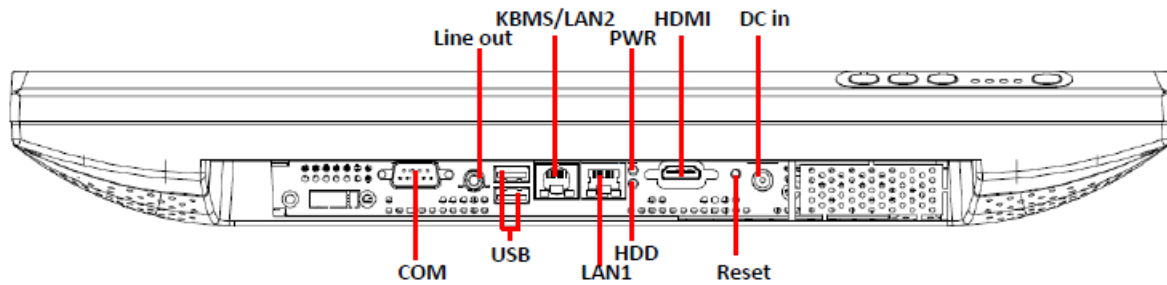 KBMS/LAN2 HDMI DC in
Line out PWR
USB HDD
COM LAN1 Reset